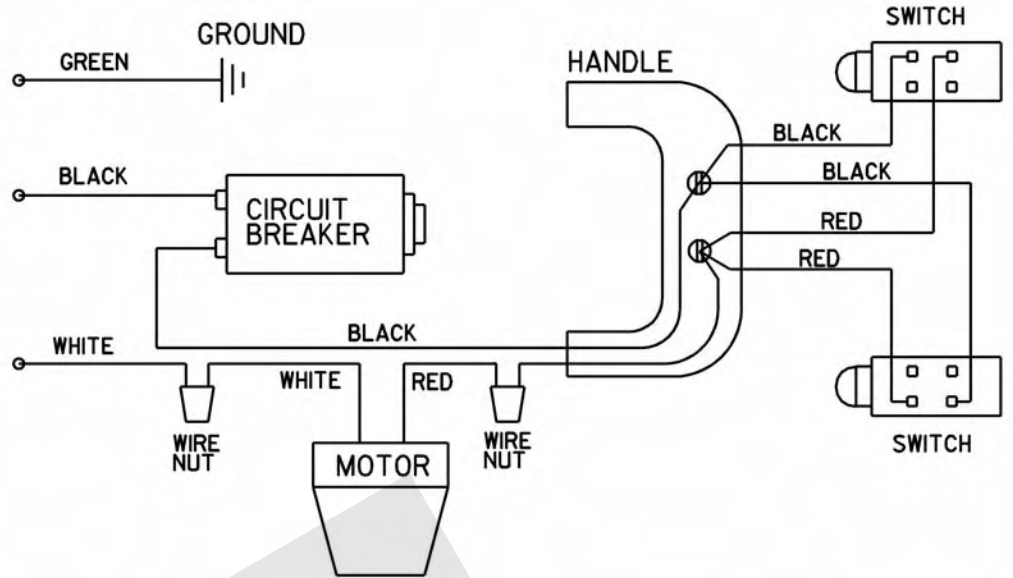 SWITCH
GROUND
GREEN
HANDLE
BLACK
BLACK
BLACK
CIRCUIT
BREAKER
RED
RED
BLACK
WHITE
WHITE
RED
WIRE
NUT
WIRE
NUT
MOTOR
SWITCH